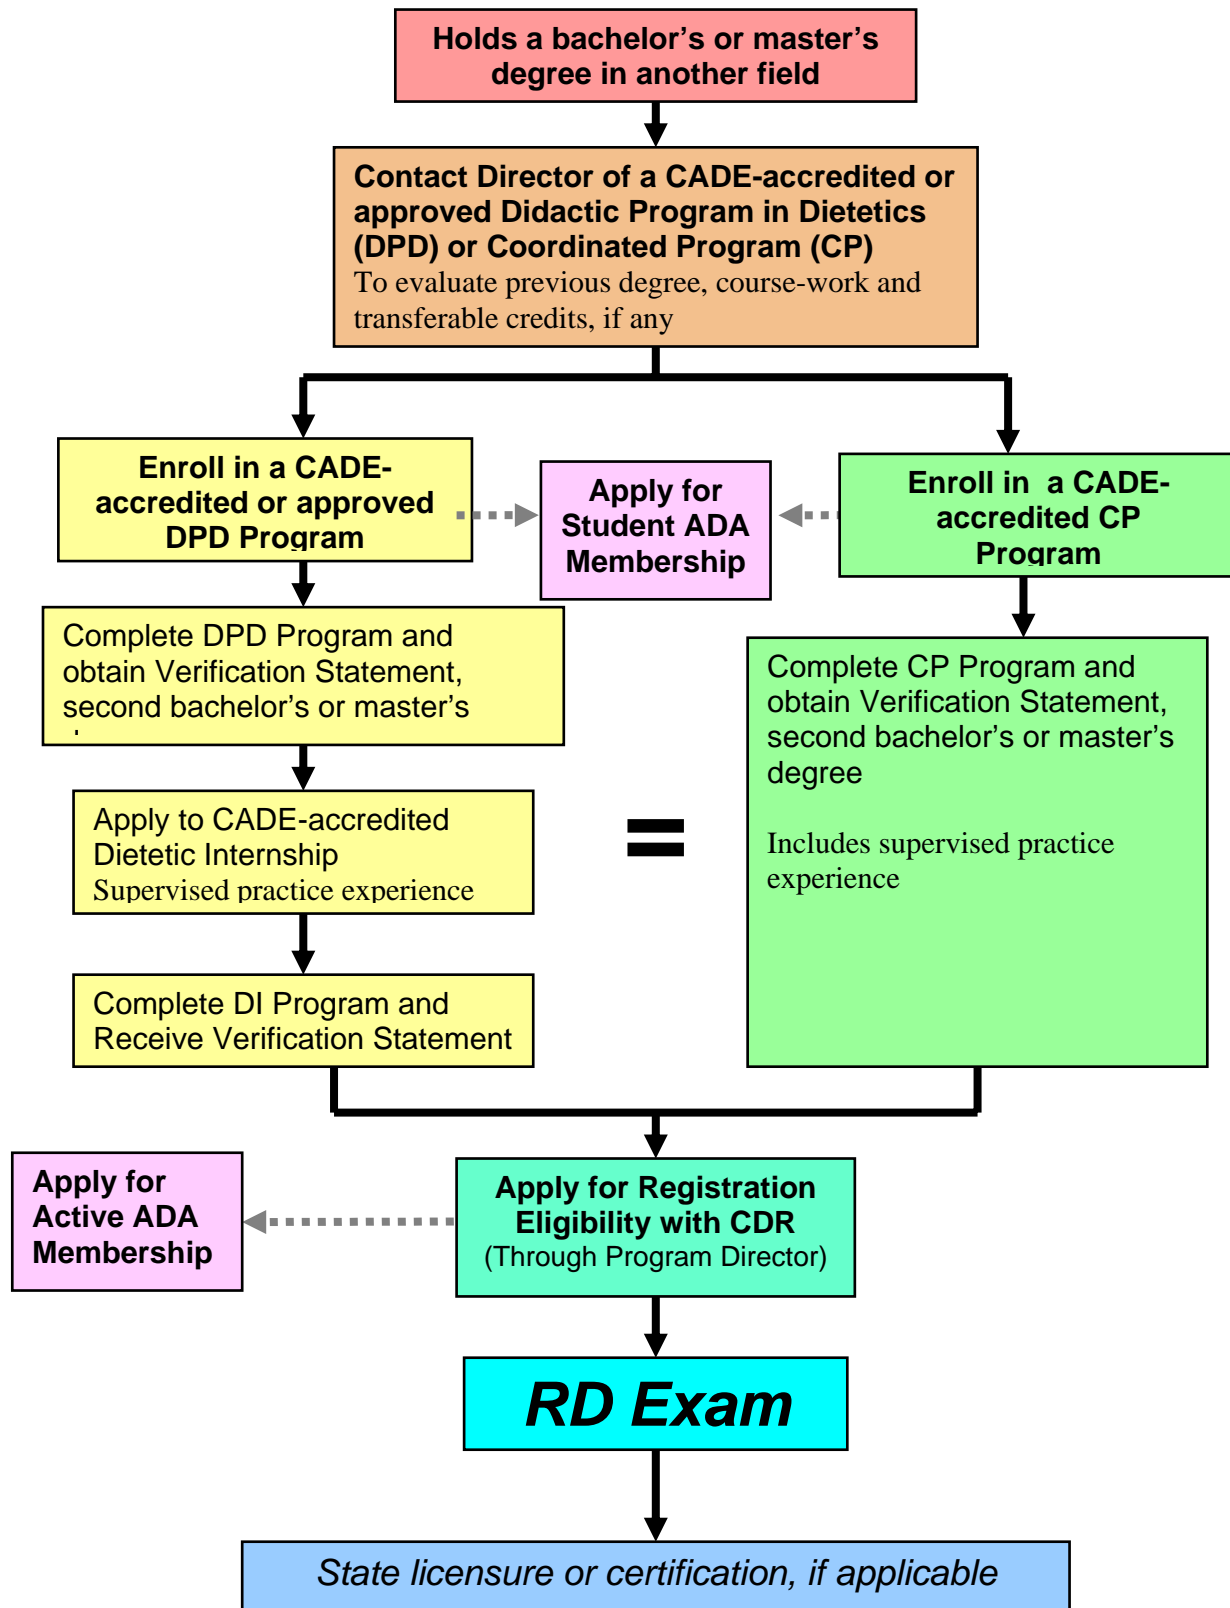 Holds a bachelor’s or master’s
degree in another field
Contact Director of a CADE-accredited or
approved Didactic Program in Dietetics
(DPD) or Coordinated Program (CP)
To evaluate previous degree, course-work and
transferable credits, if any
Enroll in a CADE-
accredited or approved
DPD Program
Apply for
Student ADA
Membership
Enroll in  a CADE-
accredited CP
Program
Complete DPD Program and
obtain Verification Statement,
second bachelor’s or master’s
Apply to CADE-accredited
Dietetic Internship
Supervised practice experience
Complete DI Program and
Receive Verification Statement
=
Complete CP Program and
obtain Verification Statement,
second bachelor’s or master’s
degree
Includes supervised practice
experience
Apply for
Active ADA
Membership
Apply for Registration
Eligibility with CDR
(Through Program Director)
RD Exam
State licensure or certification, if applicable